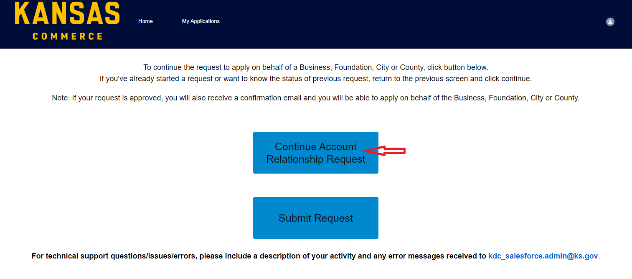 KANSAS
COMMERCE
Home
My Applications
To continue the request to apply on behalf of a Business, Foundation, City or County, click button below.
If you've already started a request or want to know the status of previous request, return to the previous screen and click continue.
Note: If your request is approved, you will also receive a confirmation email and you will be able to apply on behalf of the Business, Foundation, City or County.
Continue Account
Relationship Request
Submit Request
For technical support questions/issues/errors, please include a description of your activity and any error messages received to kdc_salesforce.admin@ks.gov.